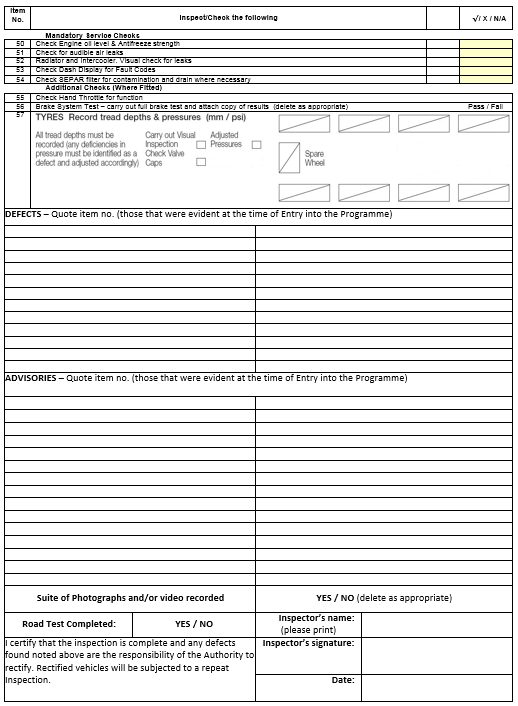 Item No.
Inspect/Check the following
√/ X / N/A
Mandatory Service Checks
50 Check Engine oil level & Antifreeze strength
51 Check for audible air leaks
52 Radiator and Intercooler. Visual check for leaks
53 Check Dash Display for Fault Codes
54 Check SEPAR filter for contamination and drain where necessary
Additional Checks (Where Fitted)
55 Check Hand Throttle for function
56 Brake System Test – carry out full brake test and attach copy of results (delete as appropriate) Pass / Fail
57 TYRES Record tread depths & pressures (mm / psi)
All tread depths must be
recorded (any deficiencies in
pressure must be identified as a
defect and adjusted accordingly)
Carry out Visual
Inspection
Check Valve
Caps
Adjusted
Pressures
Spare
Wheel
DEFECTS – Quote item no. (those that were evident at the time of Entry into the Programme)
ADVISORIES – Quote item no. (those that were evident at the time of Entry into the Programme)
Suite of Photographs and/or video recorded YES / NO (delete as appropriate)
Road Test Completed: YES / NO
Inspector's name:
(please print)
I certify that the inspection is complete and any defects
found noted above are the responsibility of the Authority to
rectify. Rectified vehicles will be subjected to a repeat
Inspection.
Inspector's signature:
Date: